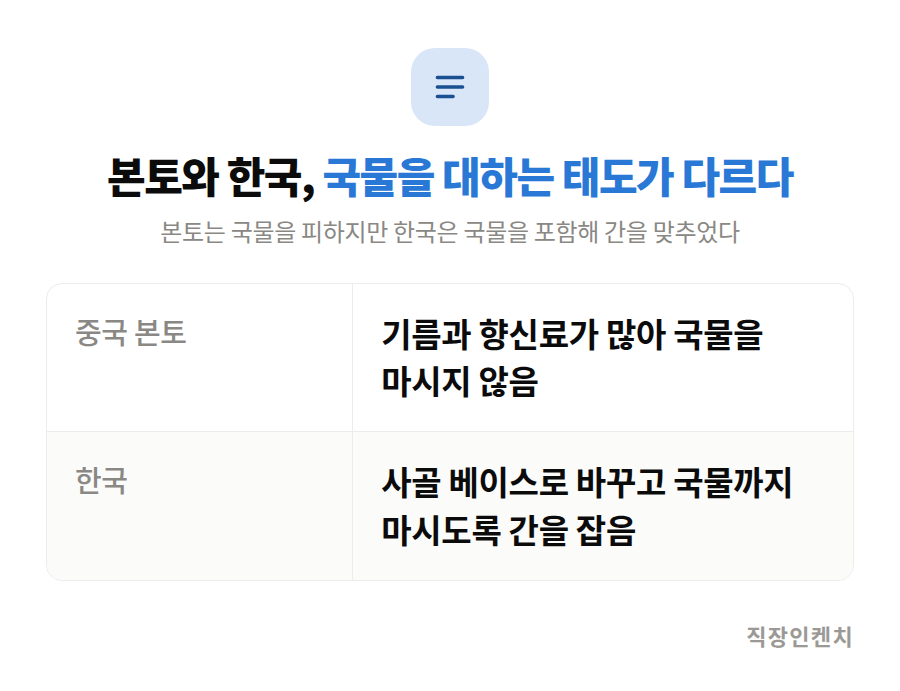 본토와 한국, 국물을 대하는 태도가 다르다
본토는 국물을 피하지만 한국은 국물을 포함해 간을 맞추었다
중국 본토
기름과 향신료가 많아 국물을
마시지 않음
한국
사골 베이스로 바꾸고 국물까지
마시도록 간을 잡음
직장인켄치